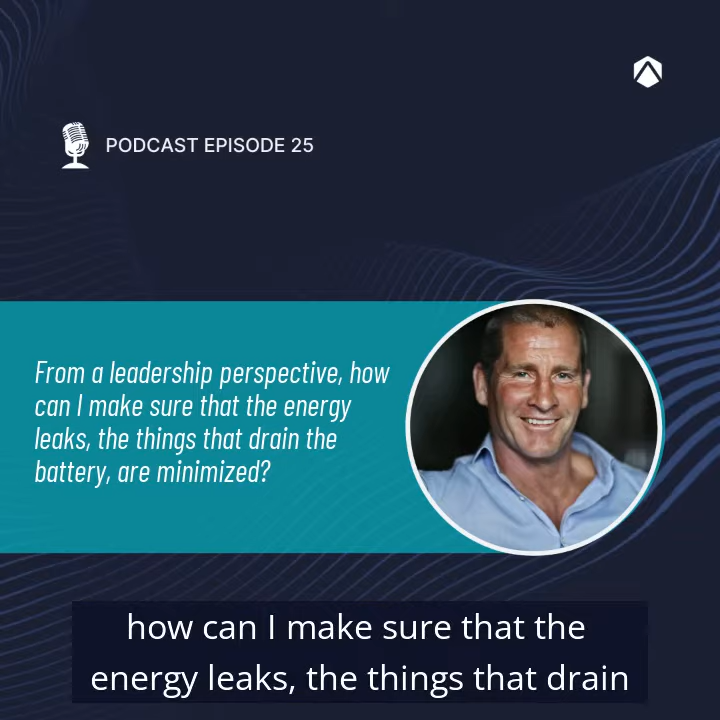 PODCAST EPISODE 25
From a leadership perspective, how
can I make sure that the energy
leaks, the things that drain the
battery, are minimized?
how can I make sure that the
energy leaks, the things that drain